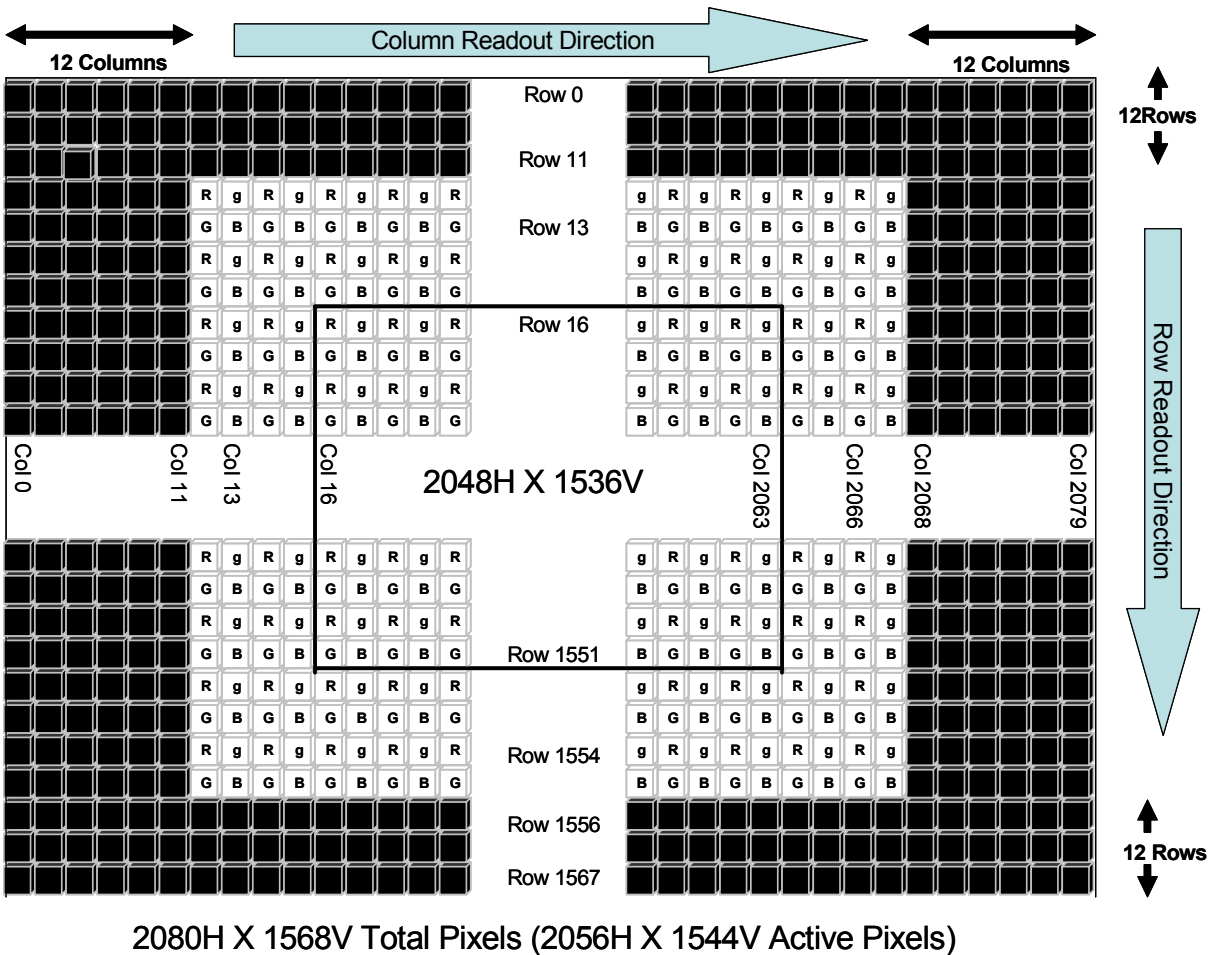 Column Readout Direction
12 Columns
12 Columns
Row 0
12Rows
Row 11
R g R g R g R g R g R g R g R g R g
G B G B G B G B G Row 13 B G B G B G B G B
R g R g R g R g R g R g R g R g R g
G B G B G B G B G B G B G B G B G B
R g R g R g R g R Row 16 g R g R g R g R g
G B G B G B G B G B G B G B G B G B
R g R g R g R g R g R g R g R g R g
G B G B G B G B G B G B G B G B G B
Row Readout Direction
Col 0
Col 11
Col 13
Col 16
2048H X 1536V
Col 2063
Col 2066
Col 2068
Col 2079
R g R g R g R g R g R g R g R g R g
G B G B G B G B G B G B G B G B G B
R g R g R g R g R g R g R g R g R g
G B G B G B G B G Row 1551 B G B G B G B G B
R g R g R g R g R g R g R g R g R g
G B G B G B G B G B G B G B G B G B
R g R g R g R g R Row 1554 g R g R g R g R g
G B G B G B G B G B G B G B G B G B
Row 1556
12 Rows
Row 1567
2080H X 1568V Total Pixels (2056H X 1544V Active Pixels)